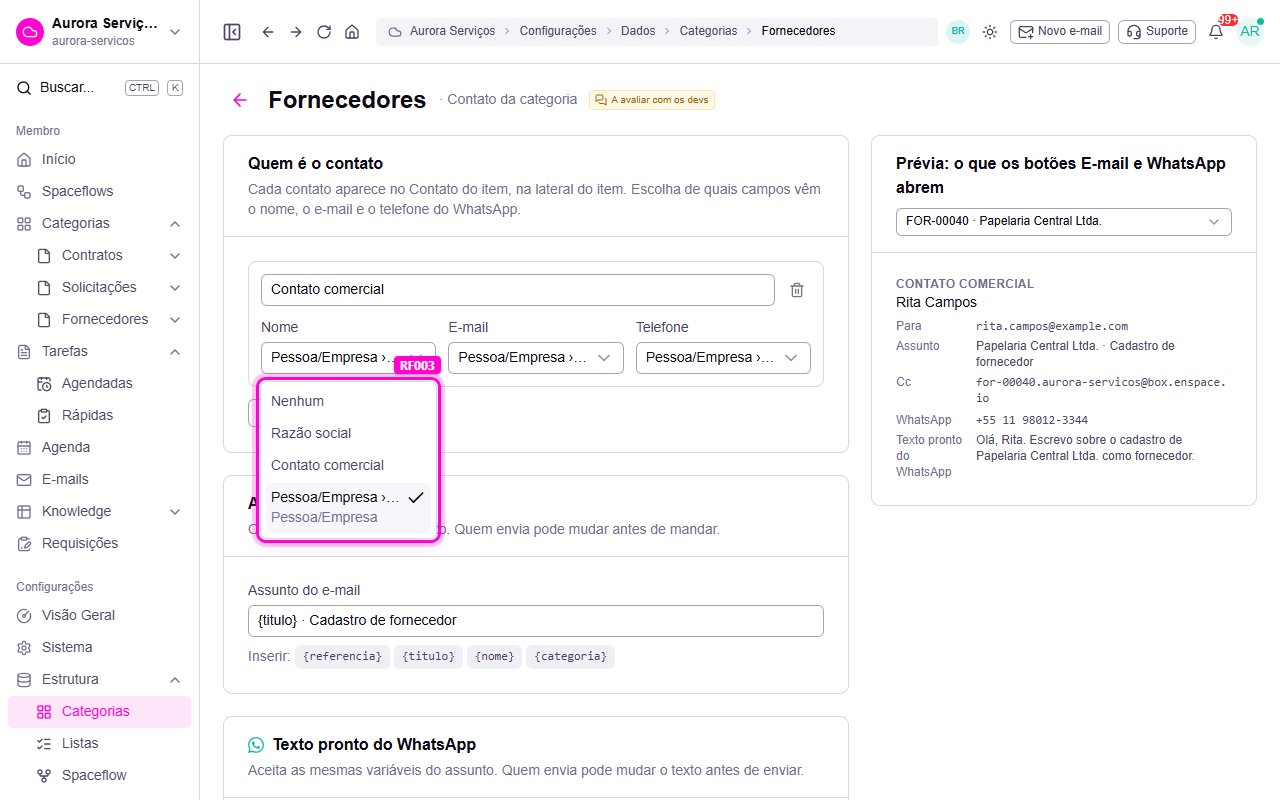 Aurora Serviç...
aurora-servicos
Buscar...
CTRL K
Membro
Início
Spaceflows
Categorias
Contratos
Solicitações
Fornecedores
Tarefas
Agendadas
Rápidas
Agenda
E-mails
Knowledge
Requisições
Configurações
Visão Geral
Sistema
Estrutura
Categorias
Listas
Spaceflow
Aurora Serviços > Configurações > Dados > Categorias > Fornecedores
BR
Novo e-mail
Suporte
99+
AR
Fornecedores
· Contato da categoria
A avaliar com os devs
Quem é o contato
Cada contato aparece no Contato do item, na lateral do item. Escolha de quais campos vêm
o nome, o e-mail e o telefone do WhatsApp.
Contato comercial
Nome
E-mail
Telefone
Pessoa/Empresa ›...
Pessoa/Empresa ›...
Pessoa/Empresa ›...
RF003
Nenhum
Razão social
Contato comercial
Pessoa/Empresa ›...
Pessoa/Empresa
. Quem envia pode mudar antes de mandar.
Assunto do e-mail
{titulo} · Cadastro de fornecedor
Inserir: {referencia} {titulo} {nome} {categoria}
Texto pronto do WhatsApp
Aceita as mesmas variáveis do assunto. Quem envia pode mudar o texto antes de enviar.
Prévia: o que os botões E-mail e WhatsApp
abrem
FOR-00040 · Papelaria Central Ltda.
CONTATO COMERCIAL
Rita Campos
Para rita.campos@example.com
Assunto Papelaria Central Ltda. · Cadastro de
fornecedor
Cc for-00040.aurora-servicos@box.enspace.
io
WhatsApp +55 11 98012-3344
Texto pronto Olá, Rita. Escrevo sobre o cadastro de
do Papelaria Central Ltda. como fornecedor.
WhatsApp